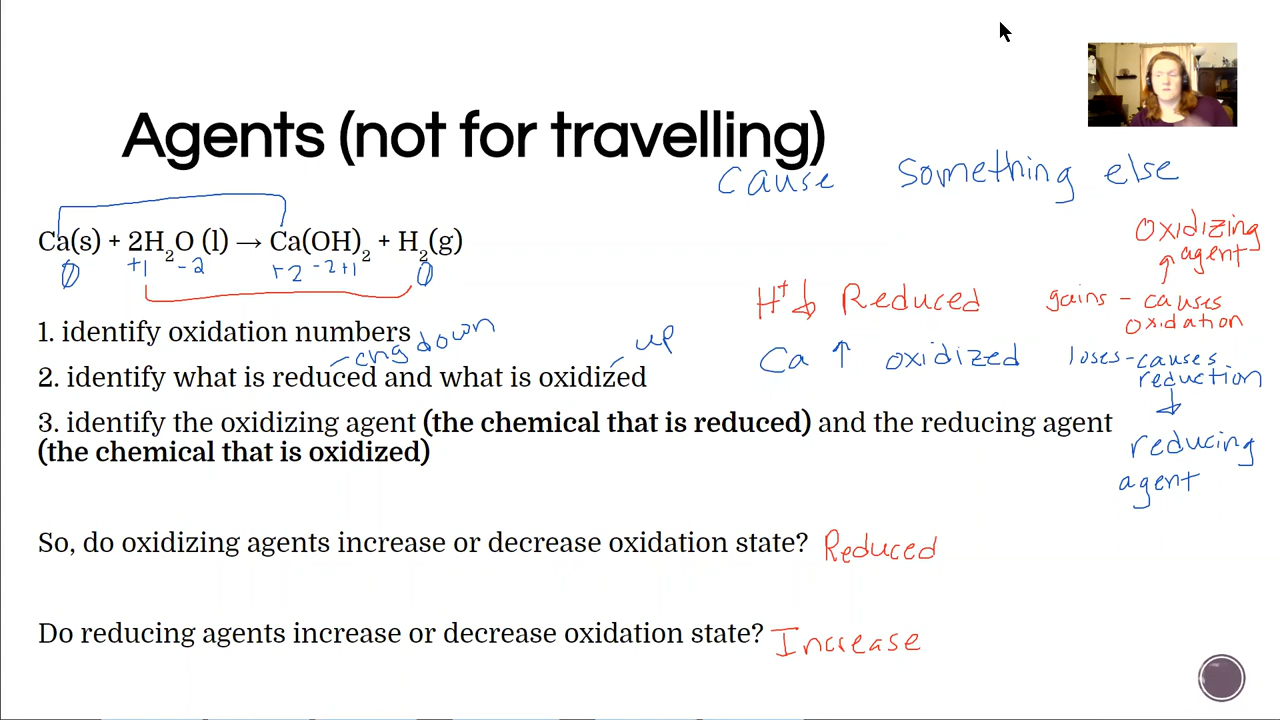 Agents (not for travelling)
cause something else
Ca(s) + 2H₂O (l) → Ca(OH)₂ + H₂(g)
0 +1 -2 +2 -2 +1 0
oxidizing
agent
H⁺ ↓ Reduced gains - causes
oxidation
1. identify oxidation numbers
chg down
up
Ca ↑ oxidized loses - causes
reduction
2. identify what is reduced and what is oxidized
3. identify the oxidizing agent (the chemical that is reduced) and the reducing agent
(the chemical that is oxidized)
reducing
agent
So, do oxidizing agents increase or decrease oxidation state? Reduced
Do reducing agents increase or decrease oxidation state? Increase